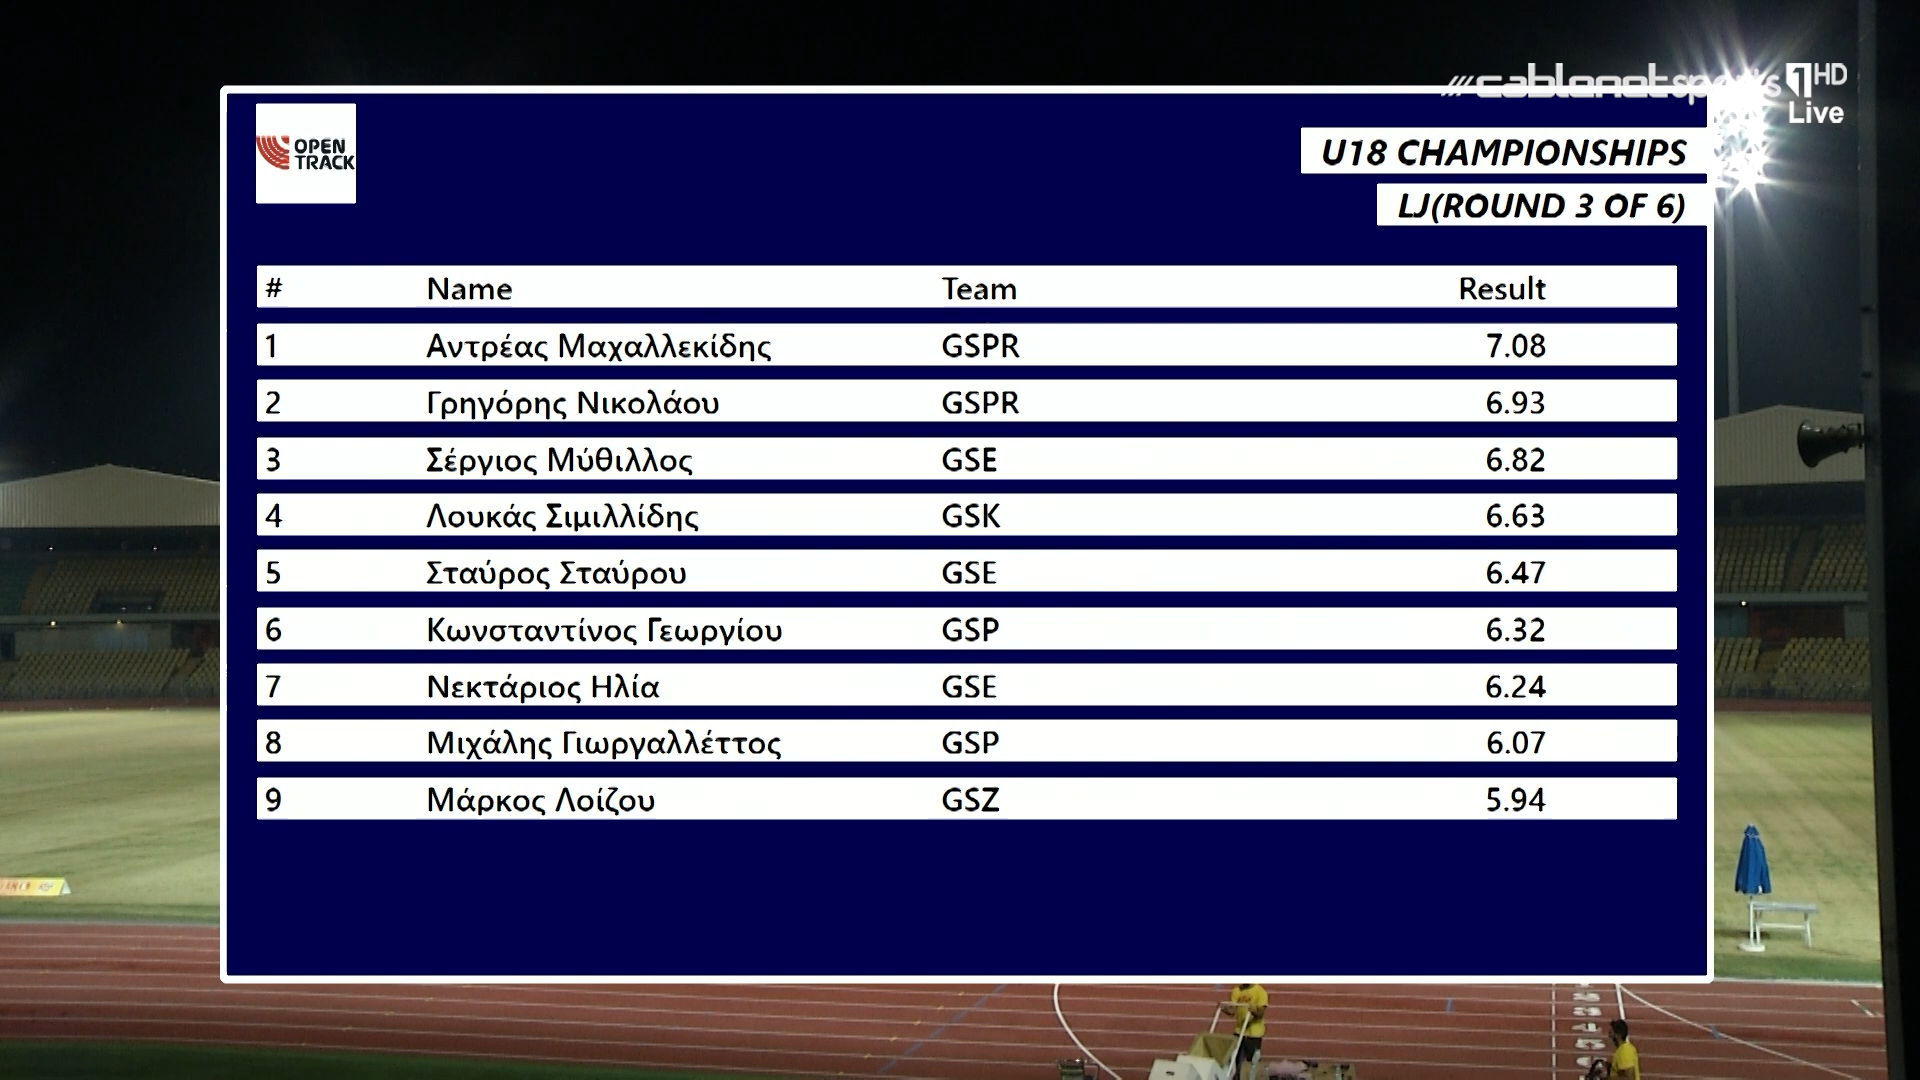 cablenetsports 1 HD
Live
OPEN
TRACK
U18 CHAMPIONSHIPS
LJ(ROUND 3 OF 6)
# Name Team Result
1 Αντρέας Μαχαλλεκίδης GSPR 7.08
2 Γρηγόρης Νικολάου GSPR 6.93
3 Σέργιος Μύθιλλος GSE 6.82
4 Λουκάς Σιμιλλίδης GSK 6.63
5 Σταύρος Σταύρου GSE 6.47
6 Κωνσταντίνος Γεωργίου GSP 6.32
7 Νεκτάριος Ηλία GSE 6.24
8 Μιχάλης Γιωργαλλέττος GSP 6.07
9 Μάρκος Λοίζου GSZ 5.94